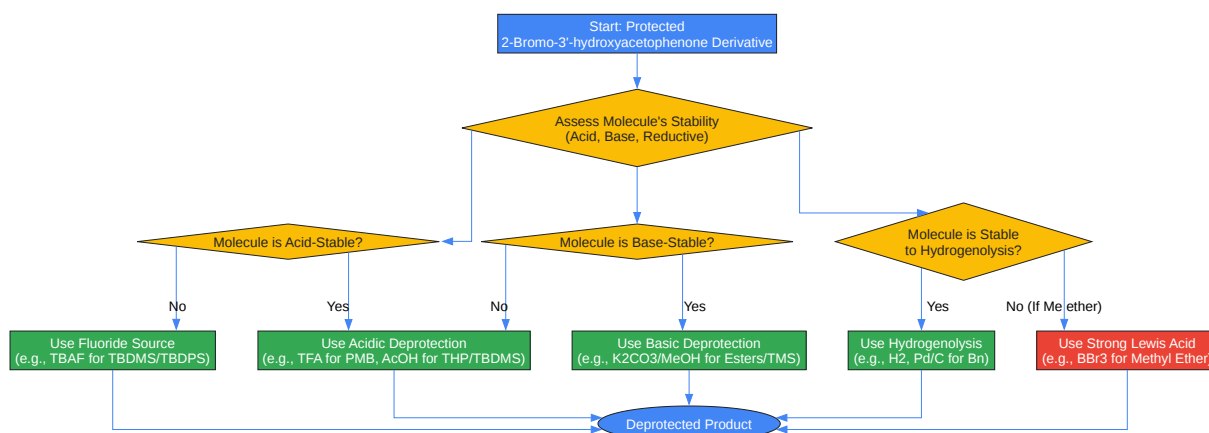 Start: Protected
2-Bromo-3'-hydroxyacetophenone Derivative
Assess Molecule's Stability
(Acid, Base, Reductive)
Molecule is Acid-Stable?
Molecule is Base-Stable?
Molecule is Stable
to Hydrogenolysis?
No
Yes
No
Yes
Yes
No (If Me ether)
Use Fluoride Source
(e.g., TBAF for TBDMS/TBDPS)
Use Acidic Deprotection
(e.g., TFA for PMB, AcOH for THP/TBDMS)
Use Basic Deprotection
(e.g., K2CO3/MeOH for Esters/TMS)
Use Hydrogenolysis
(e.g., H2, Pd/C for Bn)
Use Strong Lewis Acid
(e.g., BBr3 for Methyl Ether)
Deprotected Product